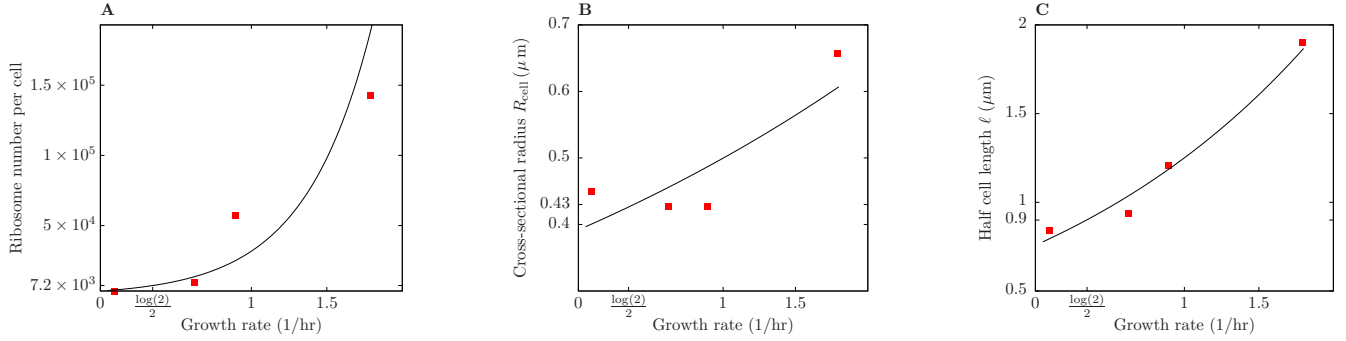 A
Ribosome number per cell
1.5 × 10^5
1 × 10^5
5 × 10^4
7.2 × 10^3
0
log(2)/2
1
1.5
Growth rate (1/hr)
B
Cross-sectional radius R_cell (μ m)
0.7
0.6
0.5
0.43
0.4
0
log(2)/2
1
1.5
Growth rate (1/hr)
C
Half cell length ℓ (μm)
2
1.5
1
0.9
0.5
0
log(2)/2
1
1.5
Growth rate (1/hr)